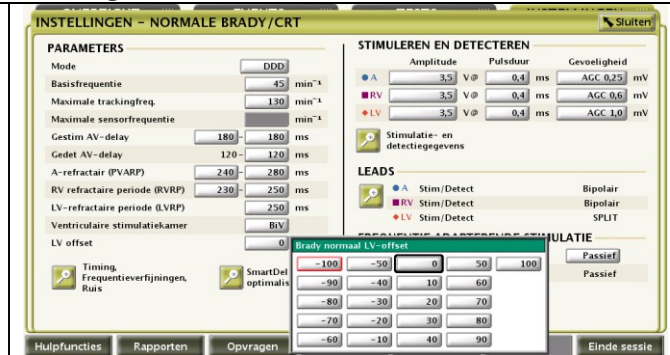 INSTELLINGEN - NORMALE BRADY/CRT
Sluiten
PARAMETERS
Mode DDD
Basisfrequentie 45 min⁻¹
Maximale trackingfreq. 130 min⁻¹
Maximale sensorfrequentie min⁻¹
Gestim AV-delay 180 - 180 ms
Gedet AV-delay 120 - 120 ms
A-refractair (PVARP) 240 - 280 ms
RV refractaire periode (RVRP) 230 - 250 ms
LV-refractaire periode (LVRP) 250 ms
Ventriculaire stimulatiekamer BiV
LV offset 0
Timing,
Frequentieverfijningen,
Ruis
SmartDel
optimalis
STIMULEREN EN DETECTEREN
Amplitude Pulsduur Gevoeligheid
A 3,5 V@ 0,4 ms AGC 0,25 mV
RV 3,5 V@ 0,4 ms AGC 0,6 mV
LV 3,5 V@ 0,4 ms AGC 1,0 mV
Stimulatie- en
detectiegegevens
LEADS
A Stim/Detect Bipolair
RV Stim/Detect Bipolair
LV Stim/Detect SPLIT
FREQUENTIE ADAPTERENDE STIMULATIE
Passief
Passief
Brady normaal LV-offset
-100 -50 0 50 100
-90 -40 10 60
-80 -30 20 70
-70 -20 30 80
-60 -10 40 90
Hulpfuncties Rapporten Opvragen Einde sessie